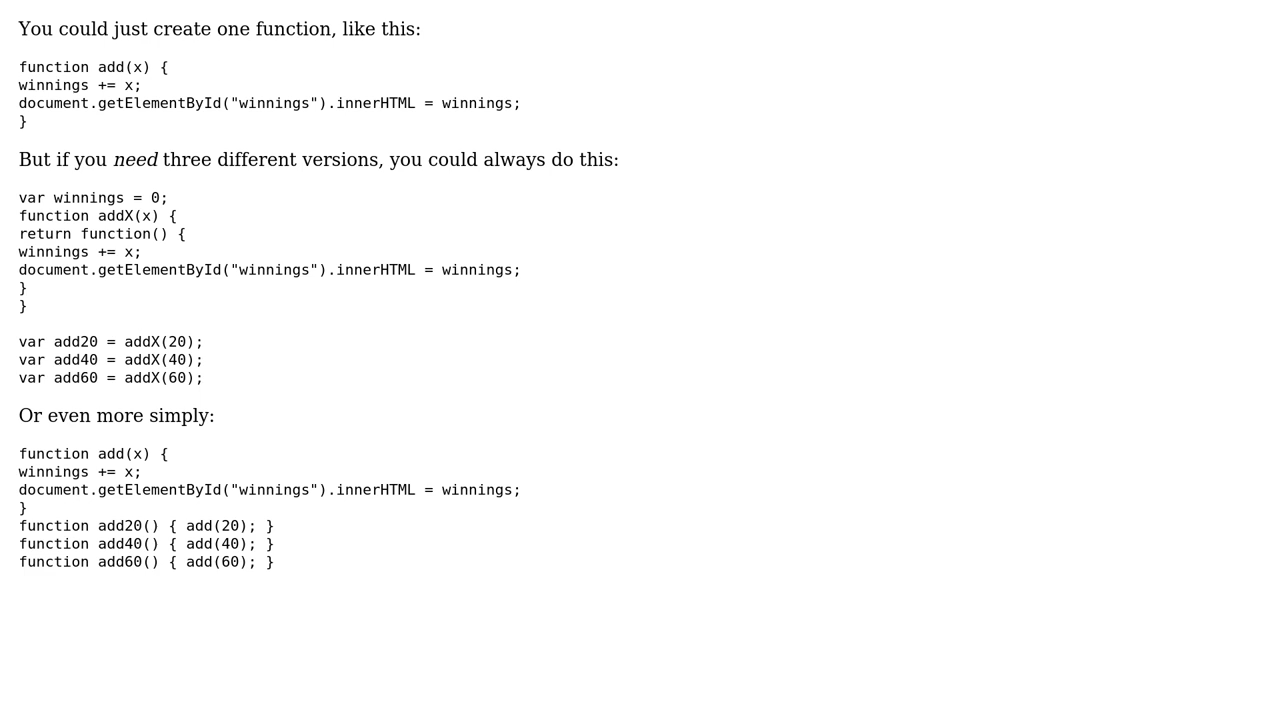 You could just create one function, like this:
function add(x) {
winnings += x;
document.getElementById("winnings").innerHTML = winnings;
}
But if you need three different versions, you could always do this:
var winnings = 0;
function addX(x) {
return function() {
winnings += x;
document.getElementById("winnings").innerHTML = winnings;
}
}
var add20 = addX(20);
var add40 = addX(40);
var add60 = addX(60);
Or even more simply:
function add(x) {
winnings += x;
document.getElementById("winnings").innerHTML = winnings;
}
function add20() { add(20); }
function add40() { add(40); }
function add60() { add(60); }